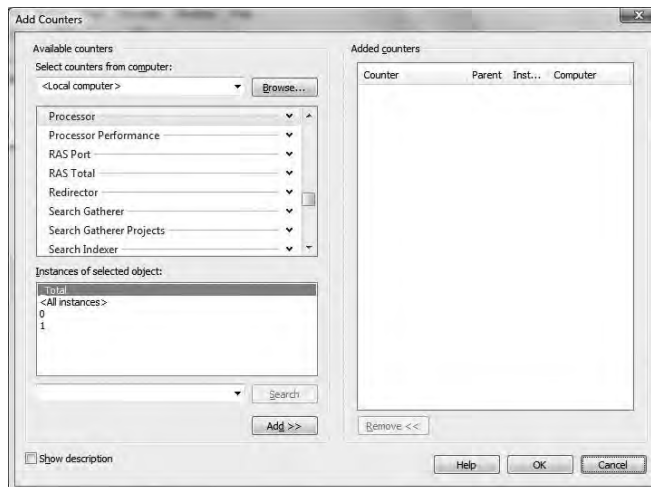 Add Counters
Available counters
Select counters from computer:
<Local computer>
Browse...
Processor
Processor Performance
RAS Port
RAS Total
Redirector
Search Gatherer
Search Gatherer Projects
Search Indexer
Instances of selected object:
_Total
<All instances>
0
1
Search
Add >>
Show description
Added counters
Counter Parent Inst... Computer
Remove <<
Help OK Cancel